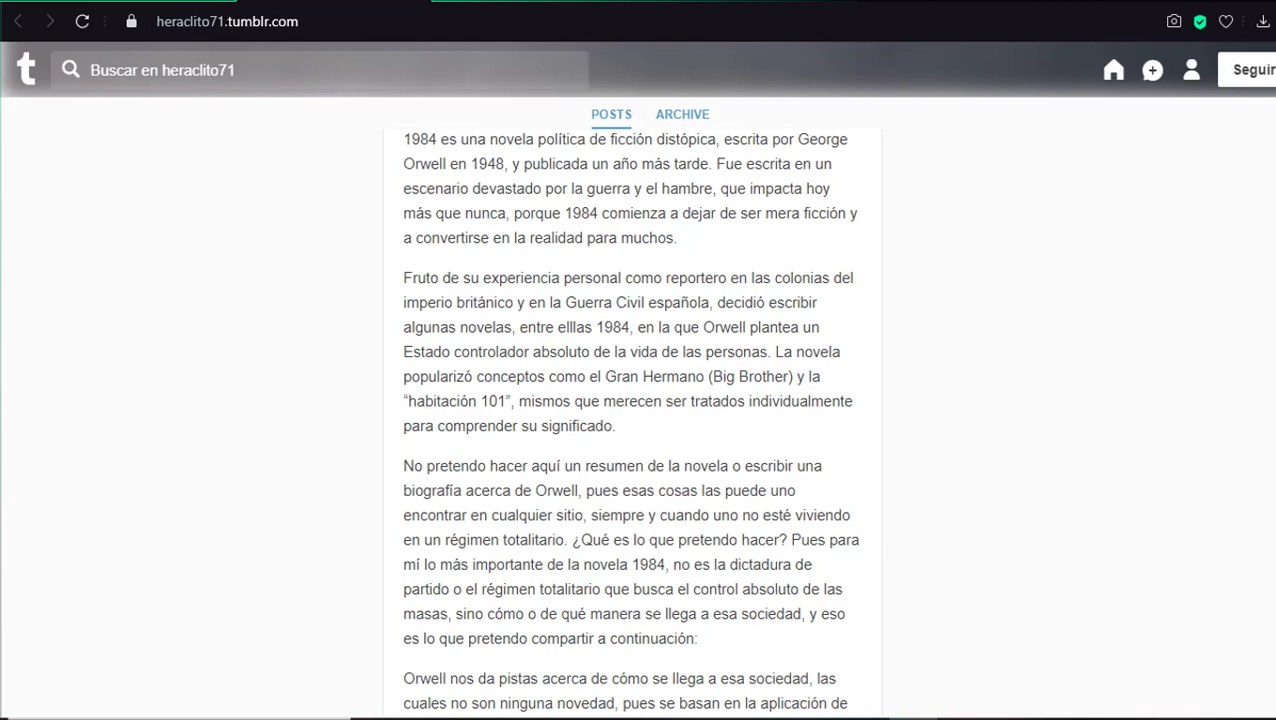 heraclito71.tumblr.com
t
Buscar en heraclito71
Seguir
POSTS ARCHIVE
1984 es una novela política de ficción distópica, escrita por George
Orwell en 1948, y publicada un año más tarde. Fue escrita en un
escenario devastado por la guerra y el hambre, que impacta hoy
más que nunca, porque 1984 comienza a dejar de ser mera ficción y
a convertirse en la realidad para muchos.
Fruto de su experiencia personal como reportero en las colonias del
imperio británico y en la Guerra Civil española, decidió escribir
algunas novelas, entre elllas 1984, en la que Orwell plantea un
Estado controlador absoluto de la vida de las personas. La novela
popularizó conceptos como el Gran Hermano (Big Brother) y la
“habitación 101”, mismos que merecen ser tratados individualmente
para comprender su significado.
No pretendo hacer aquí un resumen de la novela o escribir una
biografía acerca de Orwell, pues esas cosas las puede uno
encontrar en cualquier sitio, siempre y cuando uno no esté viviendo
en un régimen totalitario. ¿Qué es lo que pretendo hacer? Pues para
mí lo más importante de la novela 1984, no es la dictadura de
partido o el régimen totalitario que busca el control absoluto de las
masas, sino cómo o de qué manera se llega a esa sociedad, y eso
es lo que pretendo compartir a continuación:
Orwell nos da pistas acerca de cómo se llega a esa sociedad, las
cuales no son ninguna novedad, pues se basan en la aplicación de